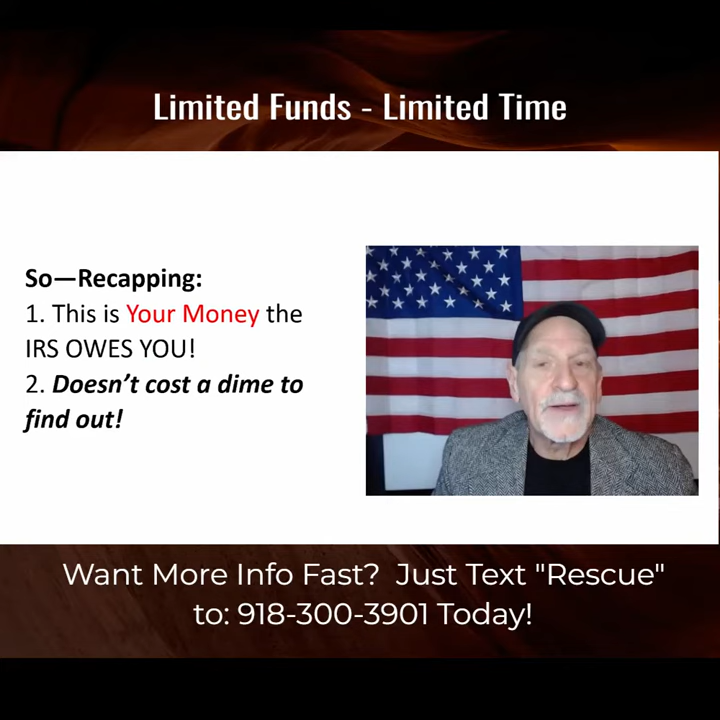 Limited Funds - Limited Time
So—Recapping:
1. This is Your Money the
IRS OWES YOU!
2. Doesn’t cost a dime to
find out!
Want More Info Fast?  Just Text "Rescue"
to: 918-300-3901 Today!